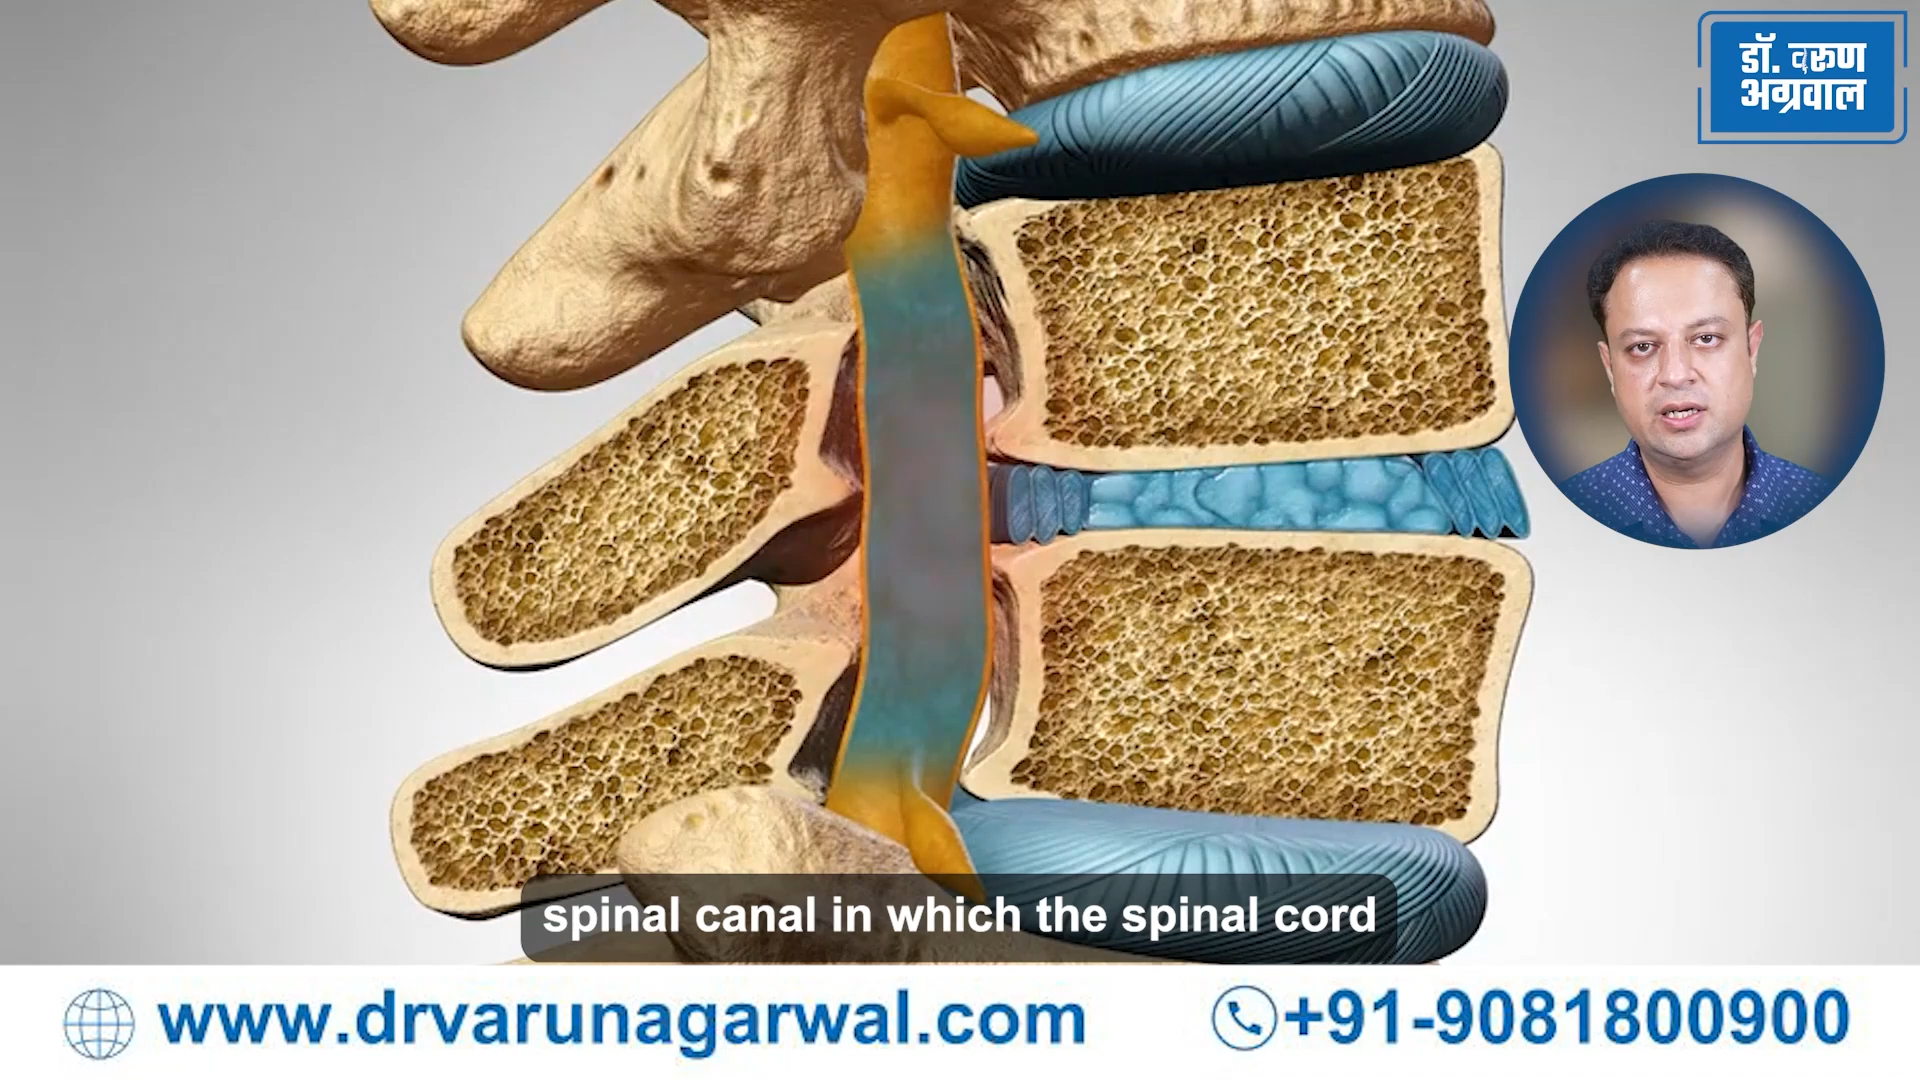 डॉ. वरूण
अग्रवाल
spinal canal in which the spinal cord
www.drvarunagarwal.com
+91-9081800900